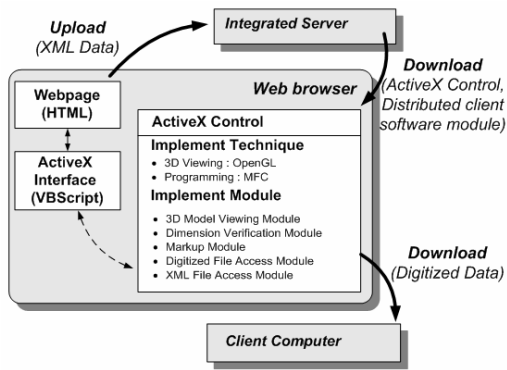 Upload
(XML Data)
Integrated Server
Download
(ActiveX Control,
Distributed client
software module)
Web browser
Webpage
(HTML)
ActiveX
Interface
(VBScript)
ActiveX Control
Implement Technique
• 3D Viewing : OpenGL
• Programming : MFC
Implement Module
• 3D Model Viewing Module
• Dimension Verification Module
• Markup Module
• Digitized File Access Module
• XML File Access Module
Download
(Digitized Data)
Client Computer